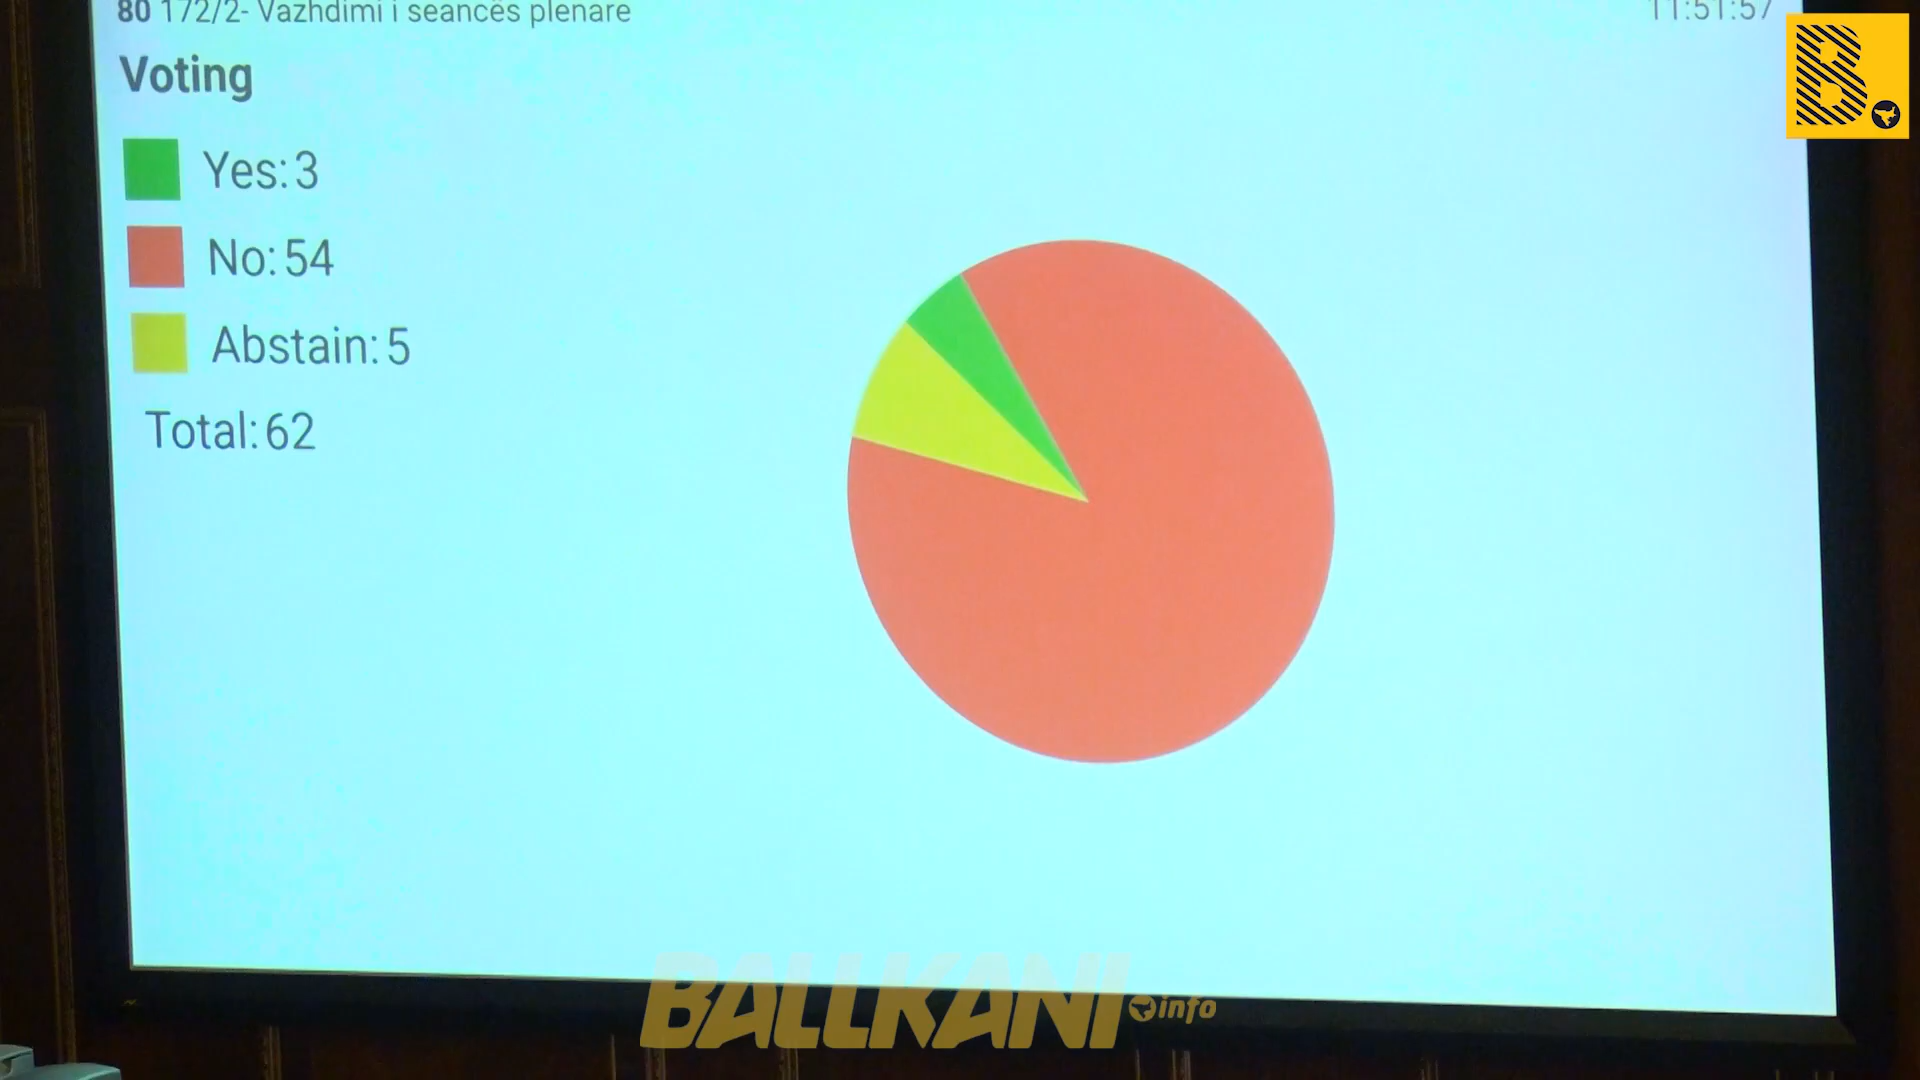 80 172/2- Vazhdimi i seancës plenare
11:51:57
Voting
Yes: 3
No: 54
Abstain: 5
Total: 62
B.
BALLKANI info